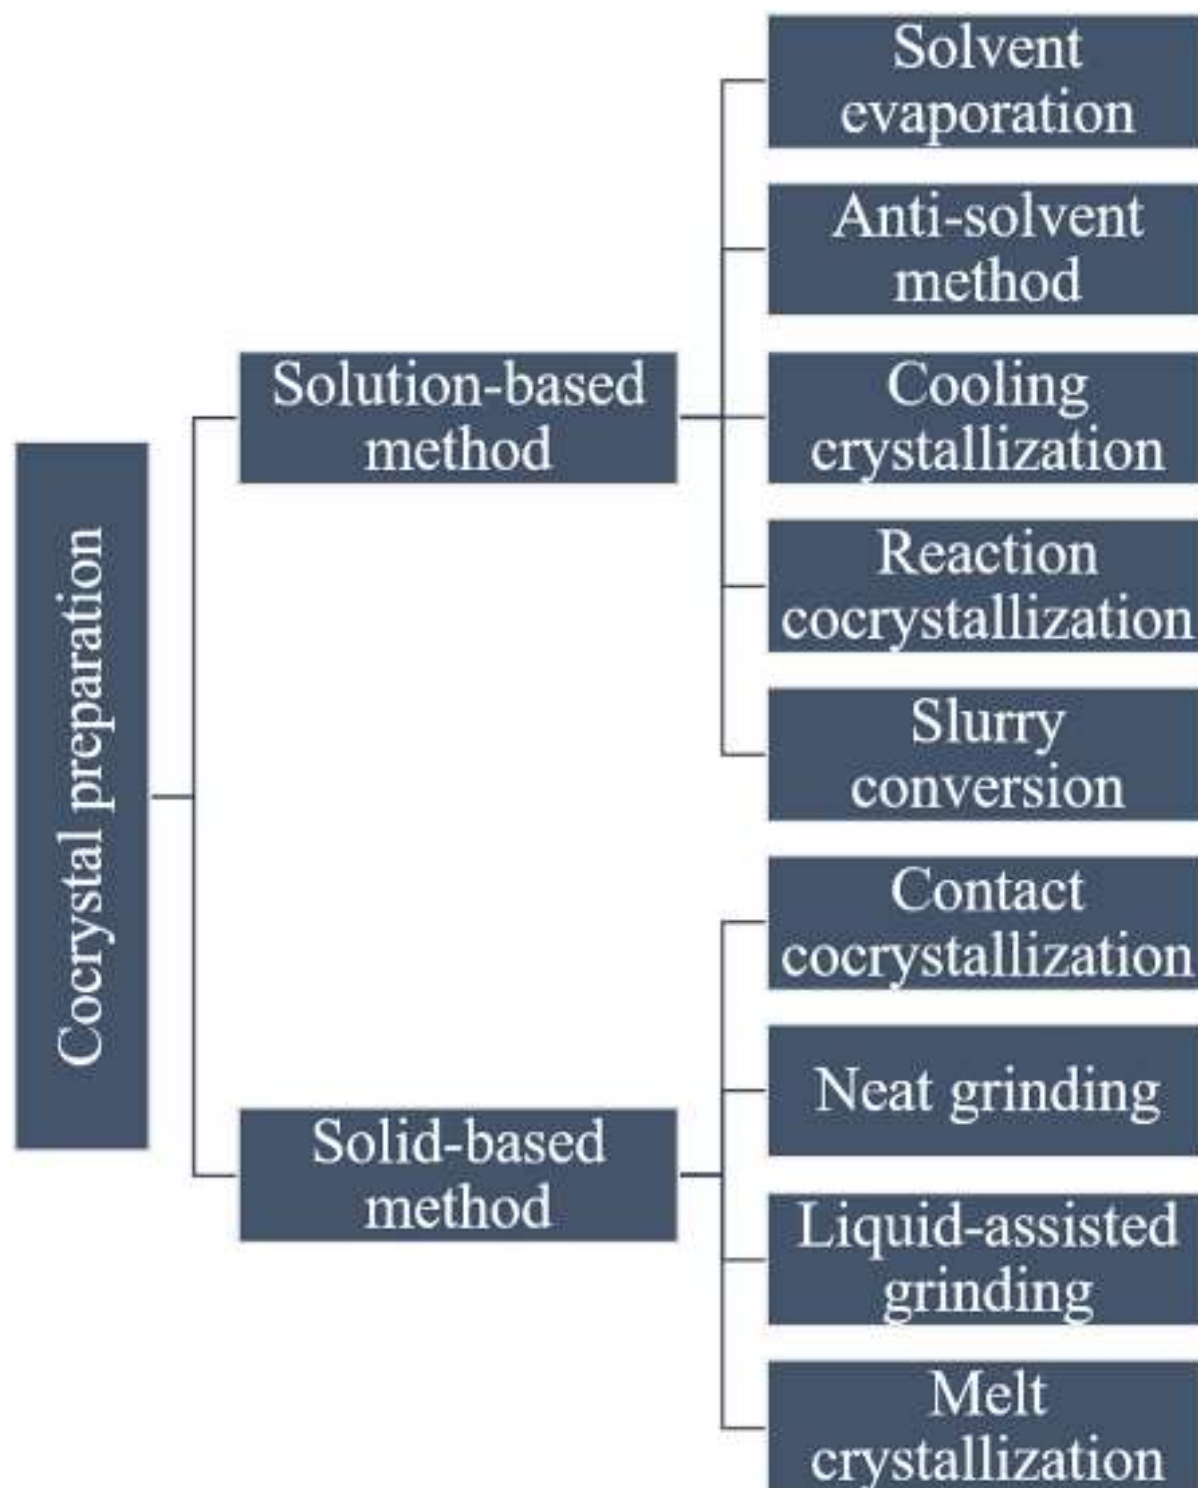 Cocrystal preparation
Solution-based
method
Solvent
evaporation
Anti-solvent
method
Cooling
crystallization
Reaction
cocrystallization
Slurry
conversion
Solid-based
method
Contact
cocrystallization
Neat grinding
Liquid-assisted
grinding
Melt
crystallization